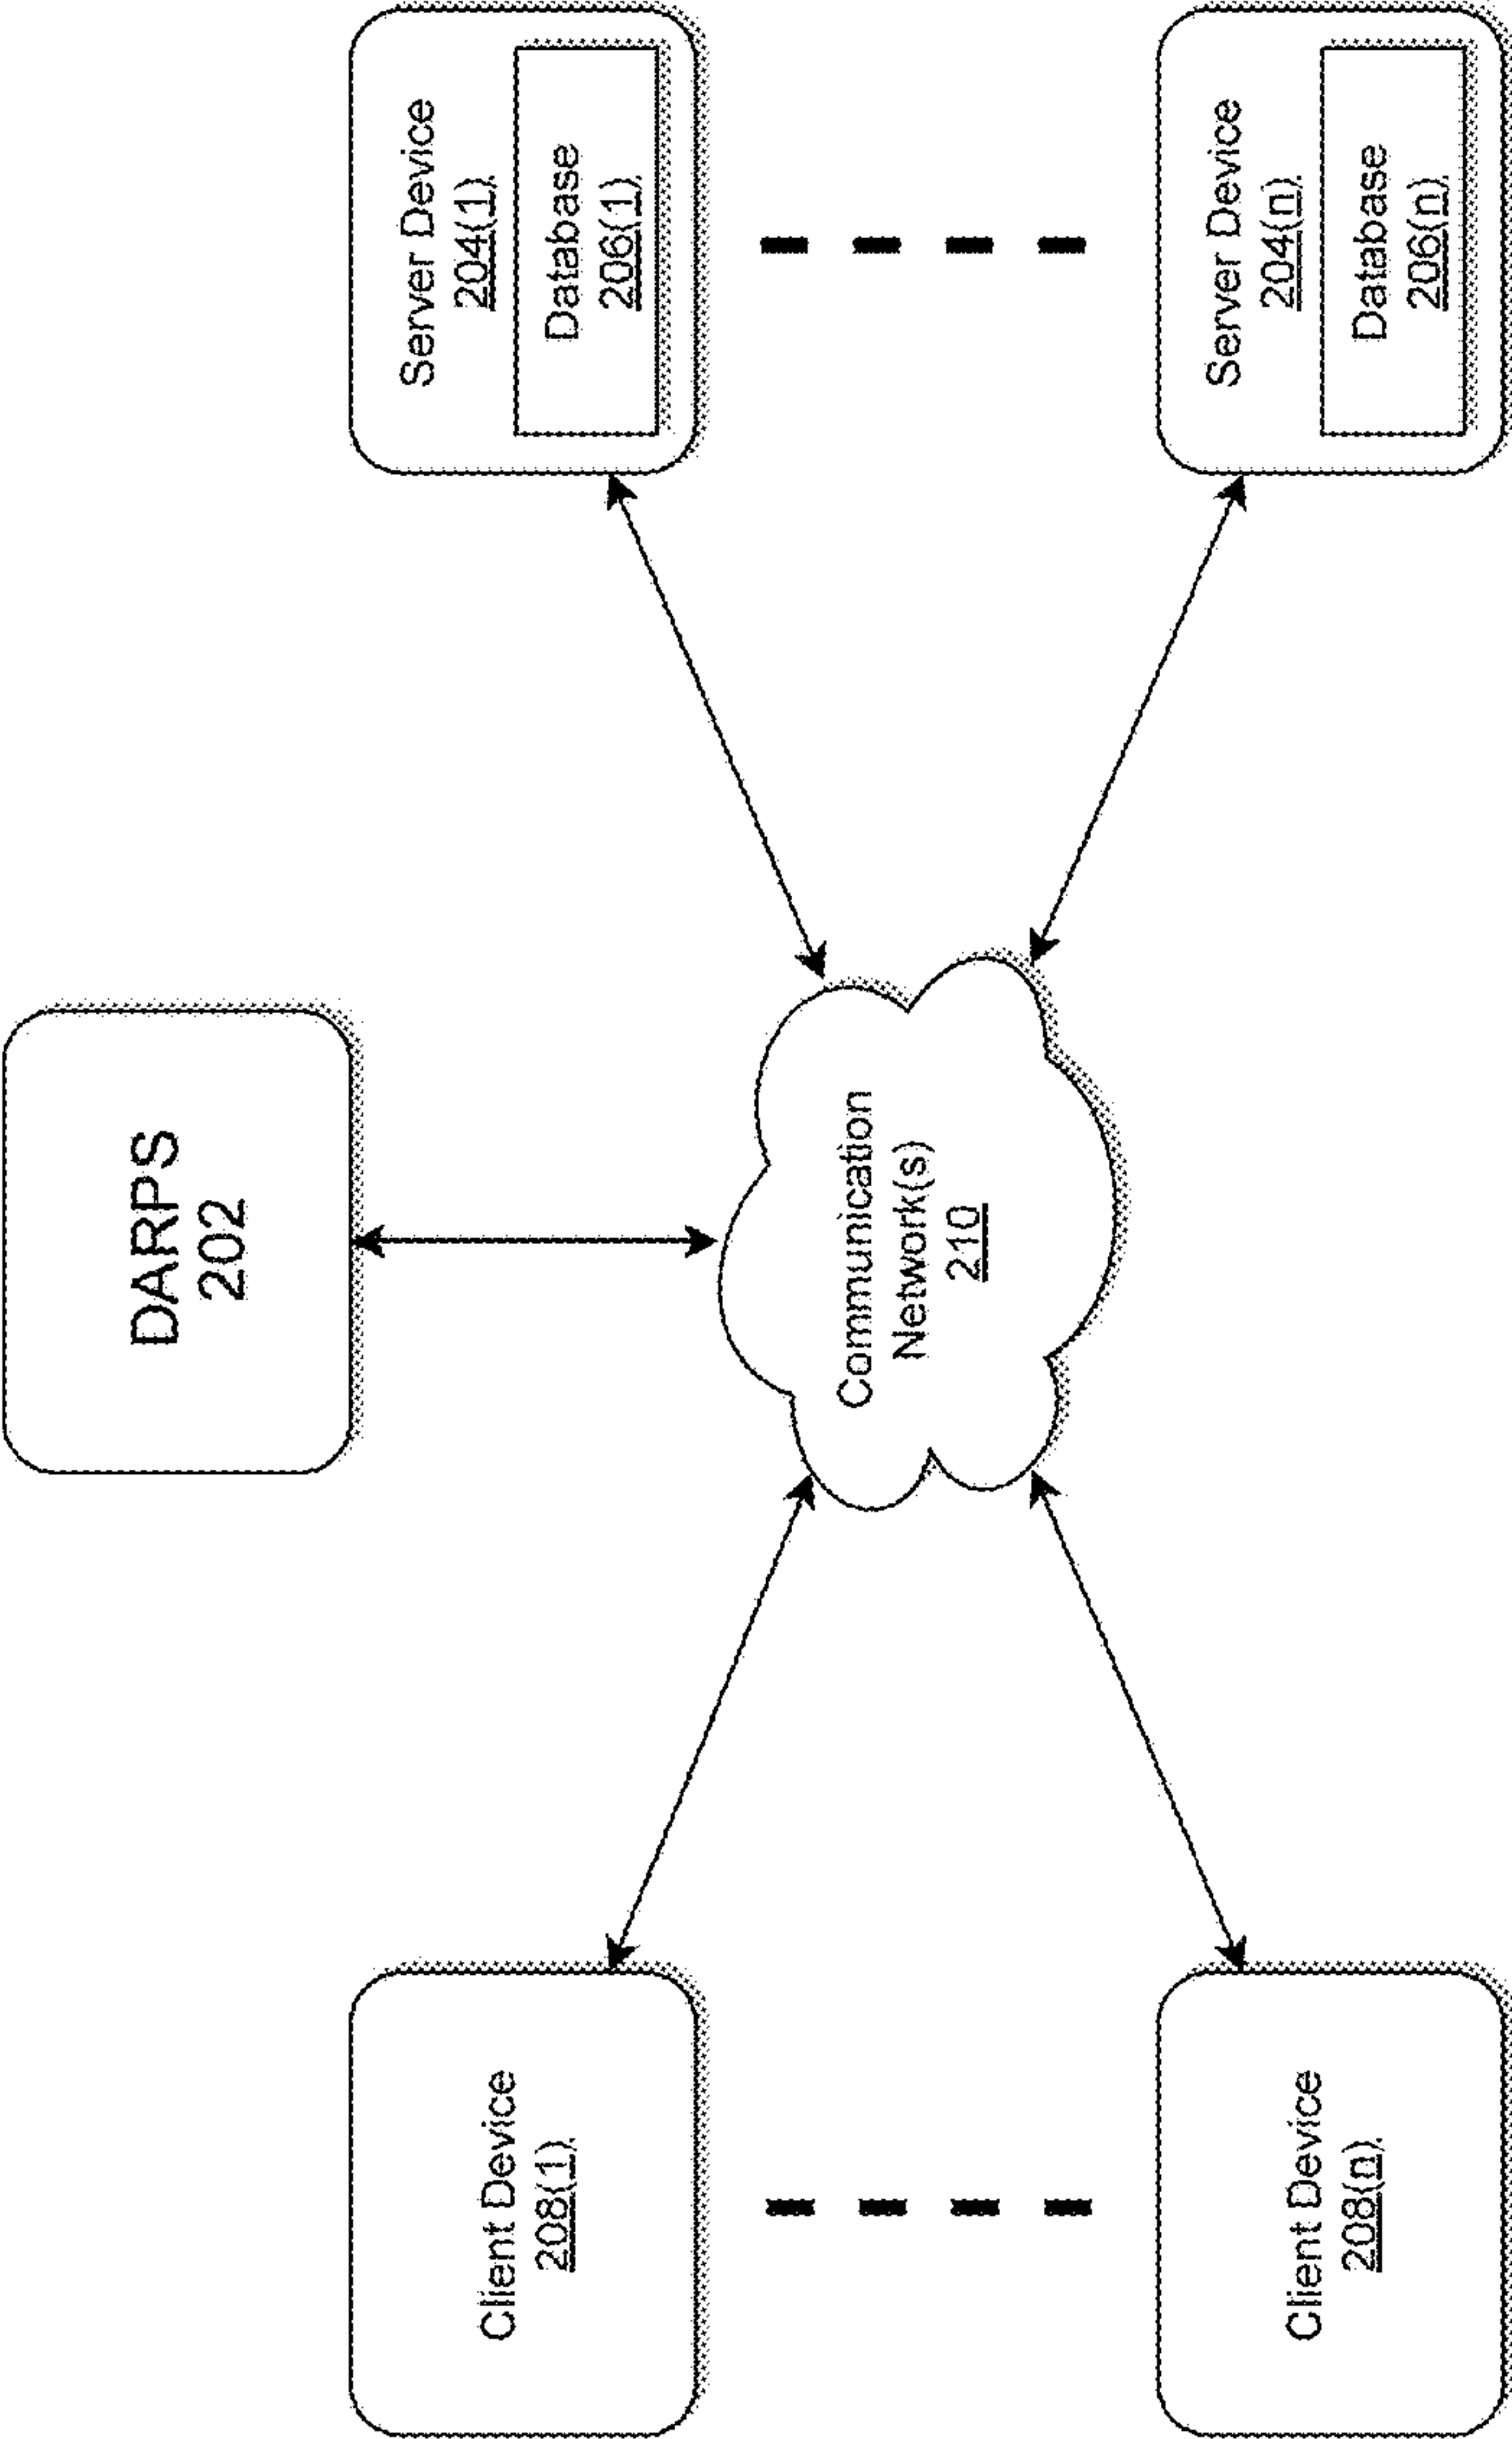 DARPS
202
Client Device
208(1)
Client Device
208(n)
Communication
Network(s)
210
Server Device
204(1)
Database
206(1)
Server Device
204(n)
Database
206(n)